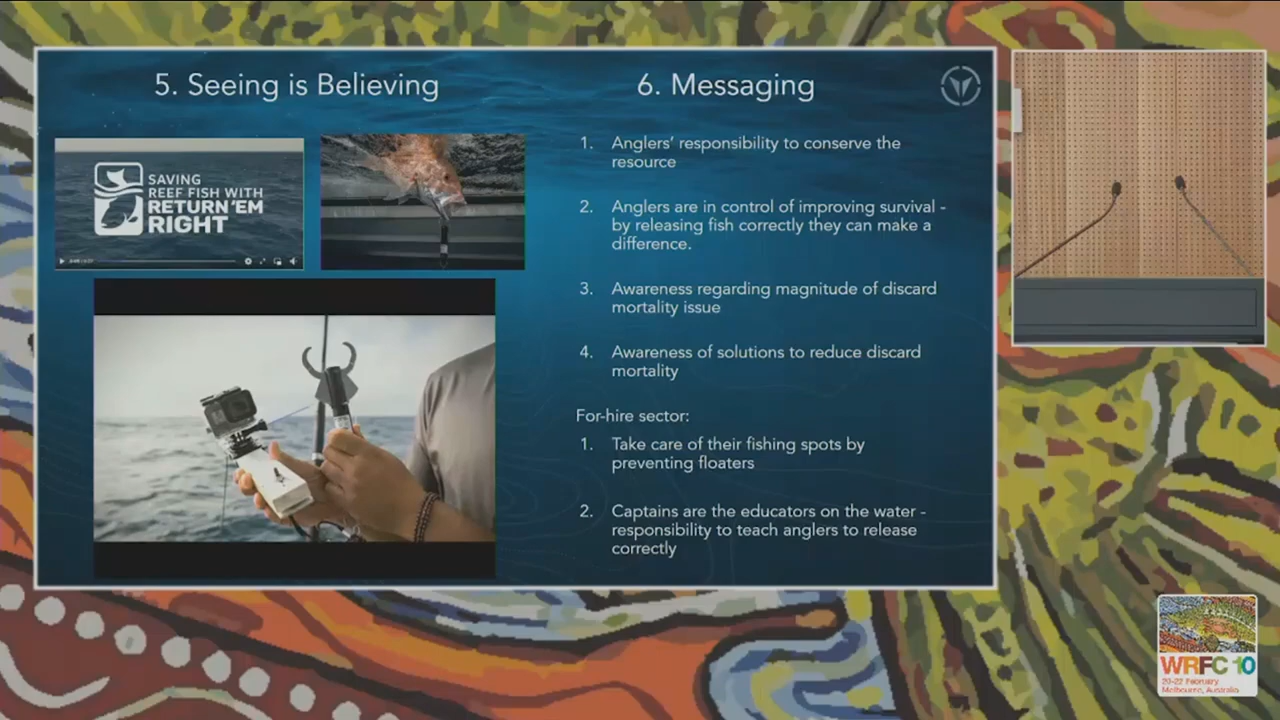 5. Seeing is Believing
SAVING
REEF FISH WITH
RETURN 'EM
RIGHT
6. Messaging
1. Anglers' responsibility to conserve the
resource
2. Anglers are in control of improving survival -
by releasing fish correctly they can make a
difference.
3. Awareness regarding magnitude of discard
mortality issue
4. Awareness of solutions to reduce discard
mortality
For-hire sector:
1. Take care of their fishing spots by
preventing floaters
2. Captains are the educators on the water -
responsibility to teach anglers to release
correctly
WRFC 10
20-22 February
Melbourne, Australia